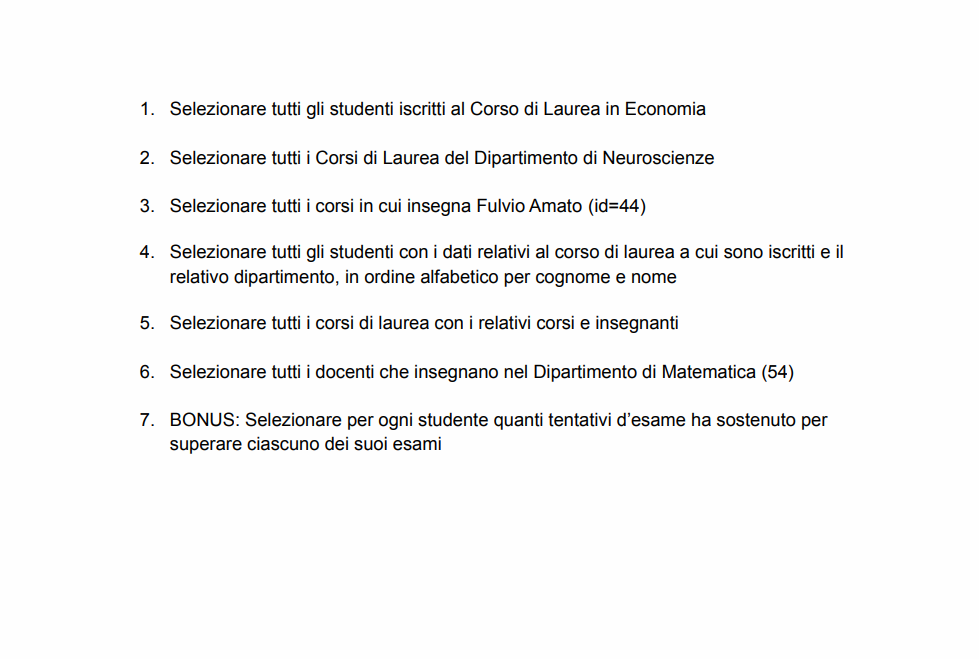 1. Selezionare tutti gli studenti iscritti al Corso di Laurea in Economia
2. Selezionare tutti i Corsi di Laurea del Dipartimento di Neuroscienze
3. Selezionare tutti i corsi in cui insegna Fulvio Amato (id=44)
4. Selezionare tutti gli studenti con i dati relativi al corso di laurea a cui sono iscritti e il
relativo dipartimento, in ordine alfabetico per cognome e nome
5. Selezionare tutti i corsi di laurea con i relativi corsi e insegnanti
6. Selezionare tutti i docenti che insegnano nel Dipartimento di Matematica (54)
7. BONUS: Selezionare per ogni studente quanti tentativi d’esame ha sostenuto per
superare ciascuno dei suoi esami